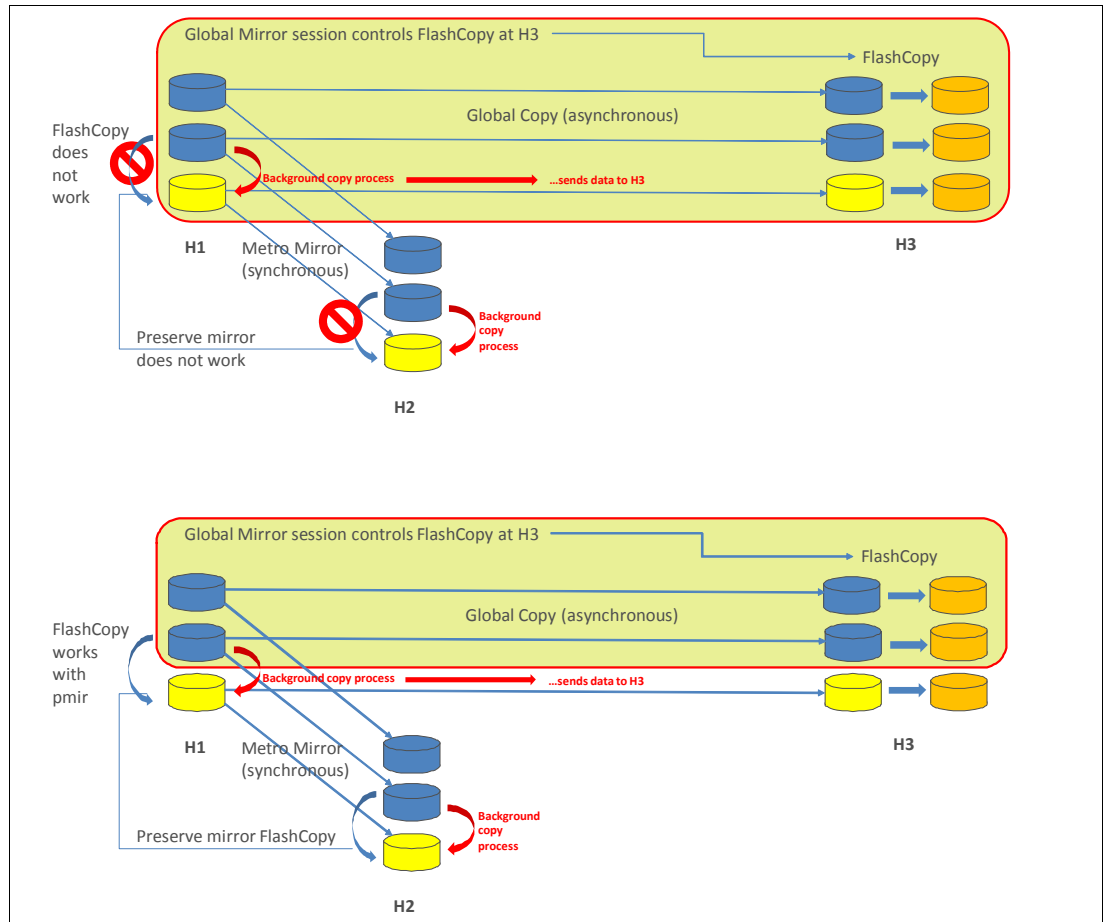 Global Mirror session controls FlashCopy at H3
FlashCopy
Global Copy (asynchronous)
FlashCopy
does
not
work
Background copy process
...sends data to H3
H1
H3
Metro Mirror
(synchronous)
Background
copy
process
Preserve mirror
does not work
H2
Global Mirror session controls FlashCopy at H3
FlashCopy
Global Copy (asynchronous)
FlashCopy
works
with
pmir
Background copy process
...sends data to H3
H1
H3
Metro Mirror
(synchronous)
Background
copy
process
Preserve mirror FlashCopy
H2